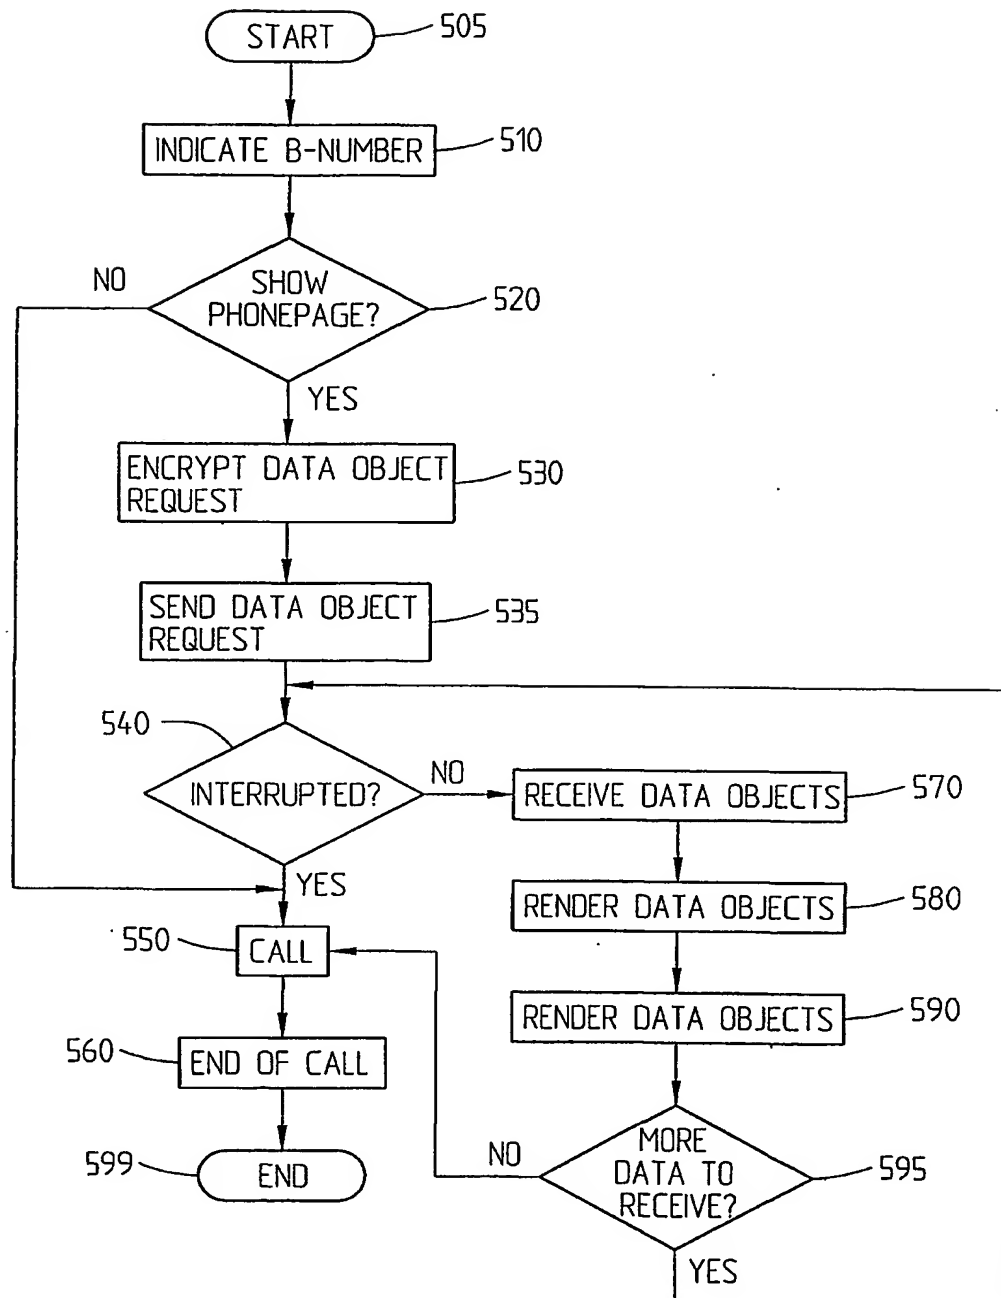 START
505
INDICATE B-NUMBER
510
NO
SHOW
PHONEPAGE?
520
YES
ENCRYPT DATA OBJECT
REQUEST
530
SEND DATA OBJECT
REQUEST
535
540
INTERRUPTED?
NO
RECEIVE DATA OBJECTS
570
YES
RENDER DATA OBJECTS
580
550
CALL
RENDER DATA OBJECTS
590
560
END OF CALL
599
END
NO
MORE
DATA TO
RECEIVE?
595
YES